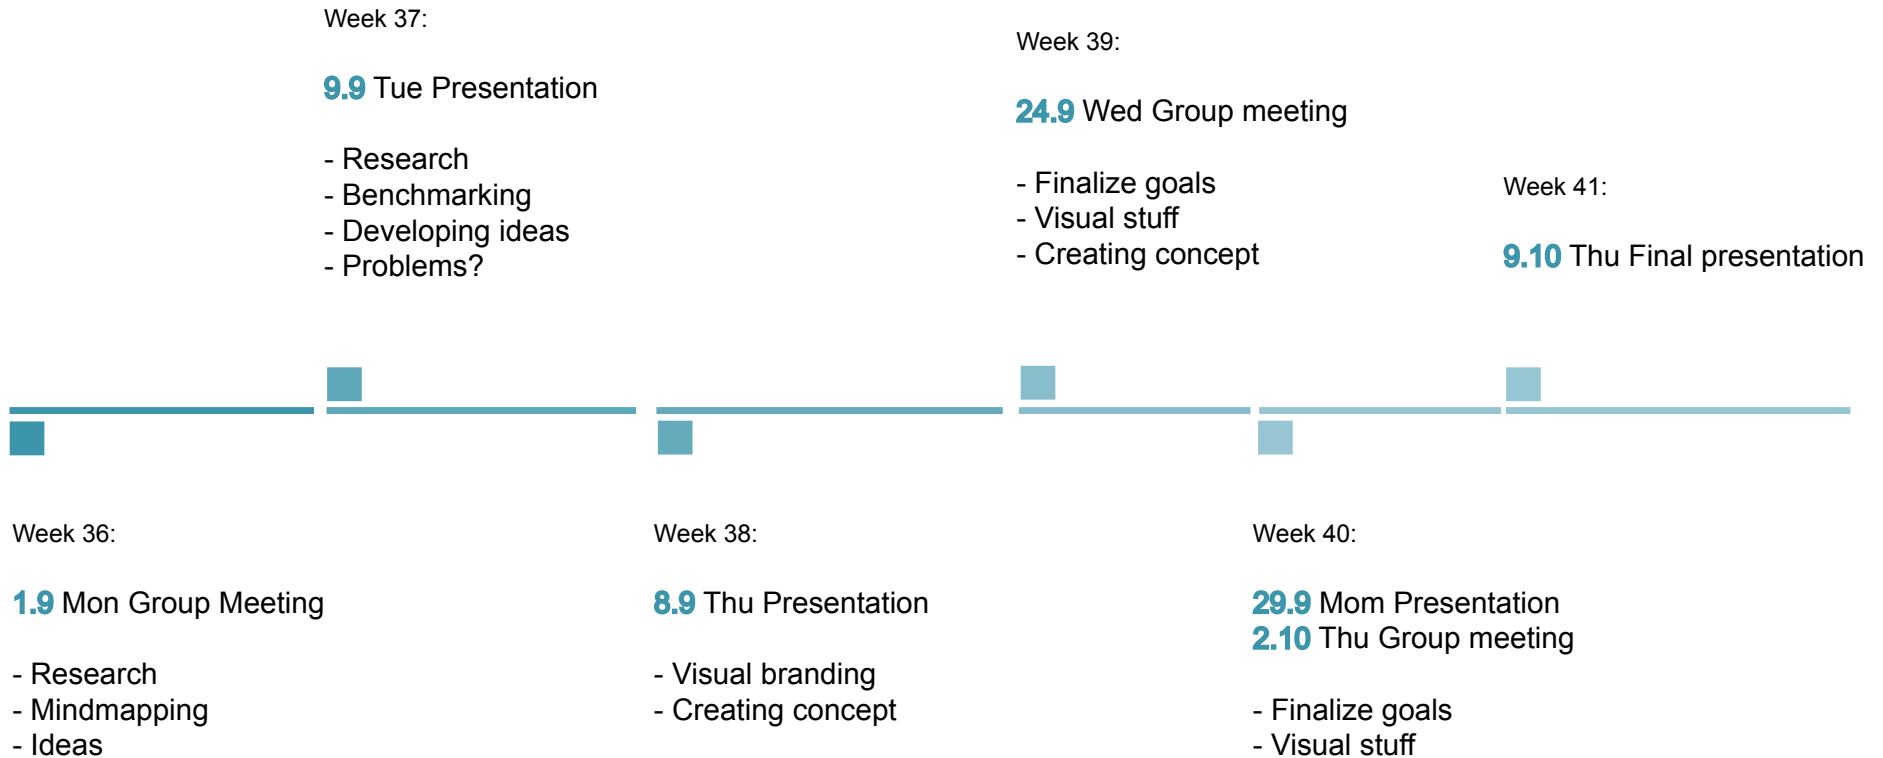 Week 36:
1.9 Mon Group Meeting
- Research
- Mindmapping
- Ideas
Week 37:
9.9 Tue Presentation
- Research
- Benchmarking
- Developing ideas
- Problems?
Week 38:
8.9 Thu Presentation
- Visual branding
- Creating concept
Week 39:
24.9 Wed Group meeting
- Finalize goals
- Visual stuff
- Creating concept
Week 40:
29.9 Mom Presentation
2.10 Thu Group meeting
- Finalize goals
- Visual stuff
Week 41:
9.10 Thu Final presentation